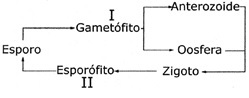 Anterozoide
I
Gametófito
Esporo
Oosfera
Esporófito
Zigoto
II